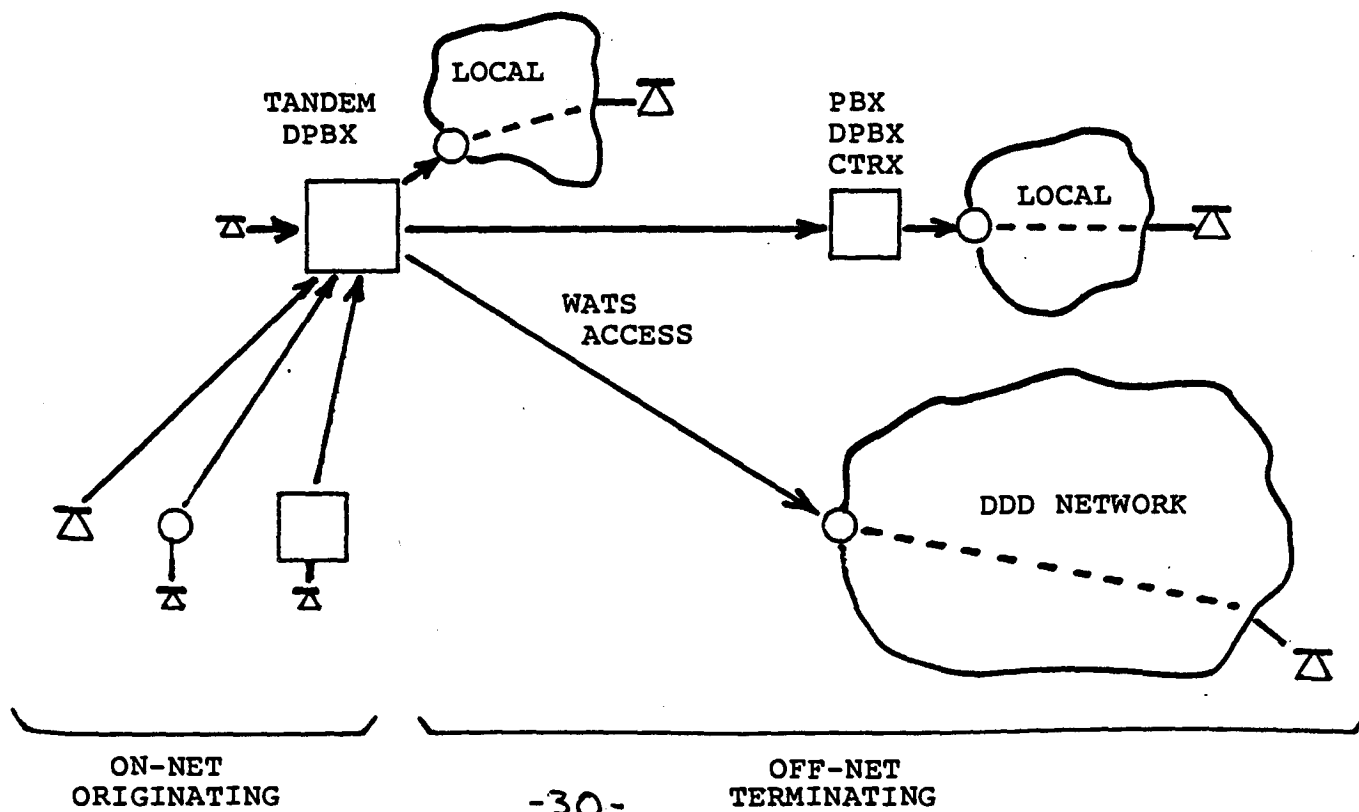 LOCAL
TANDEM
DPBX
PBX
DPBX
CTRX
LOCAL
WATS
ACCESS
DDD NETWORK
ON-NET
ORIGINATING
-30-
OFF-NET
TERMINATING